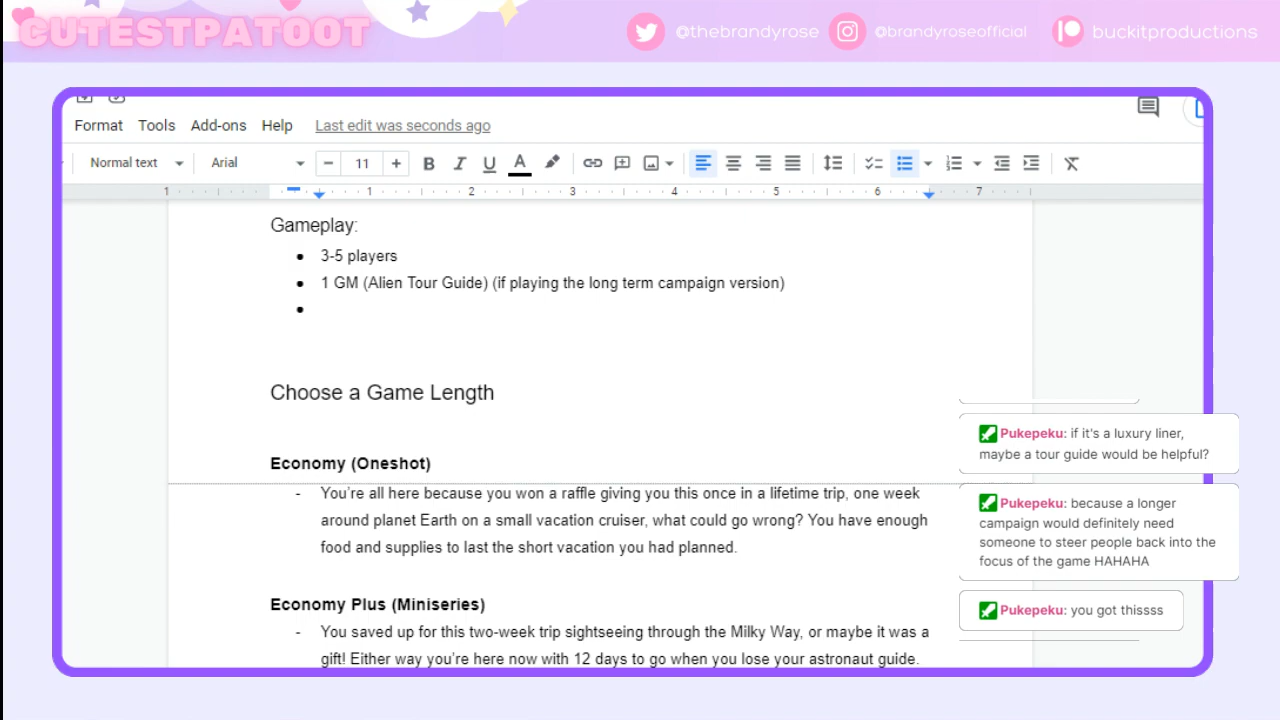 CUTESTPATOOT
@thebrandyrose @brandyroseofficial buckitproductions
Format Tools Add-ons Help Last edit was seconds ago
Normal text Arial 11 B I U A
1 1 2 3 4 5 6 7
Gameplay:
3-5 players
1 GM (Alien Tour Guide) (if playing the long term campaign version)
Choose a Game Length
Economy (Oneshot)
- You’re all here because you won a raffle giving you this once in a lifetime trip, one week
around planet Earth on a small vacation cruiser, what could go wrong? You have enough
food and supplies to last the short vacation you had planned.
Economy Plus (Miniseries)
- You saved up for this two-week trip sightseeing through the Milky Way, or maybe it was a
gift! Either way you’re here now with 12 days to go when you lose your astronaut guide.
Pukepeku: if it's a luxury liner,
maybe a tour guide would be helpful?
Pukepeku: because a longer
campaign would definitely need
someone to steer people back into the
focus of the game HAHAHA
Pukepeku: you got thissss